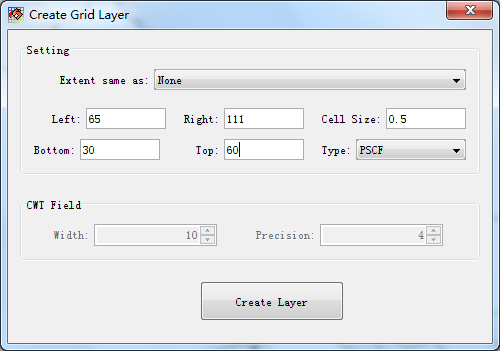 Create Grid Layer
Setting
Extent same as: None
Left: 65 Right: 111 Cell Size: 0.5
Bottom: 30 Top: 60 Type: PSCF
CWT Field
Width: 10 Precision: 4
Create Layer